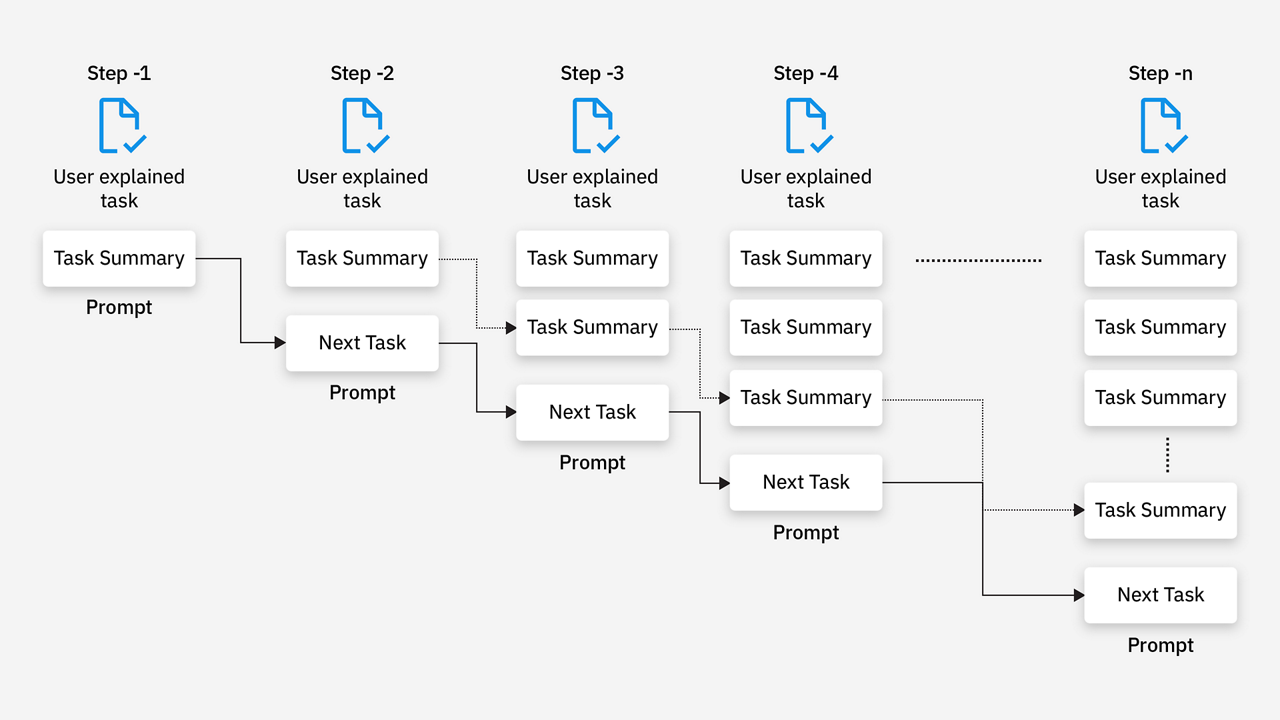 Step -1
User explained
task
Task Summary
Prompt
Step -2
User explained
task
Task Summary
Next Task
Prompt
Step -3
User explained
task
Task Summary
Task Summary
Next Task
Prompt
Step -4
User explained
task
Task Summary
Task Summary
Task Summary
Next Task
Prompt
Step -n
User explained
task
Task Summary
Task Summary
Task Summary
Task Summary
Next Task
Prompt